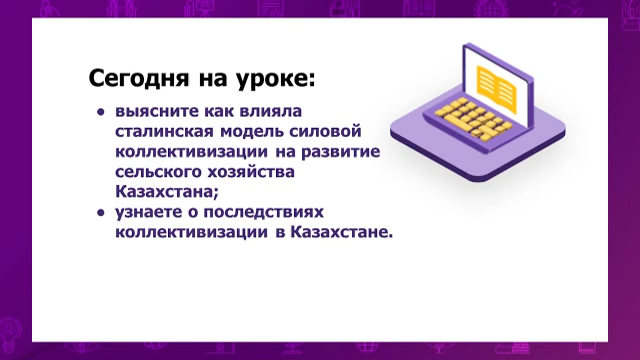 Сегодня на уроке:
● выясните как влияла
сталинская модель силовой
коллективизации на развитие
сельского хозяйства
Казахстана;
● узнаете о последствиях
коллективизации в Казахстане.